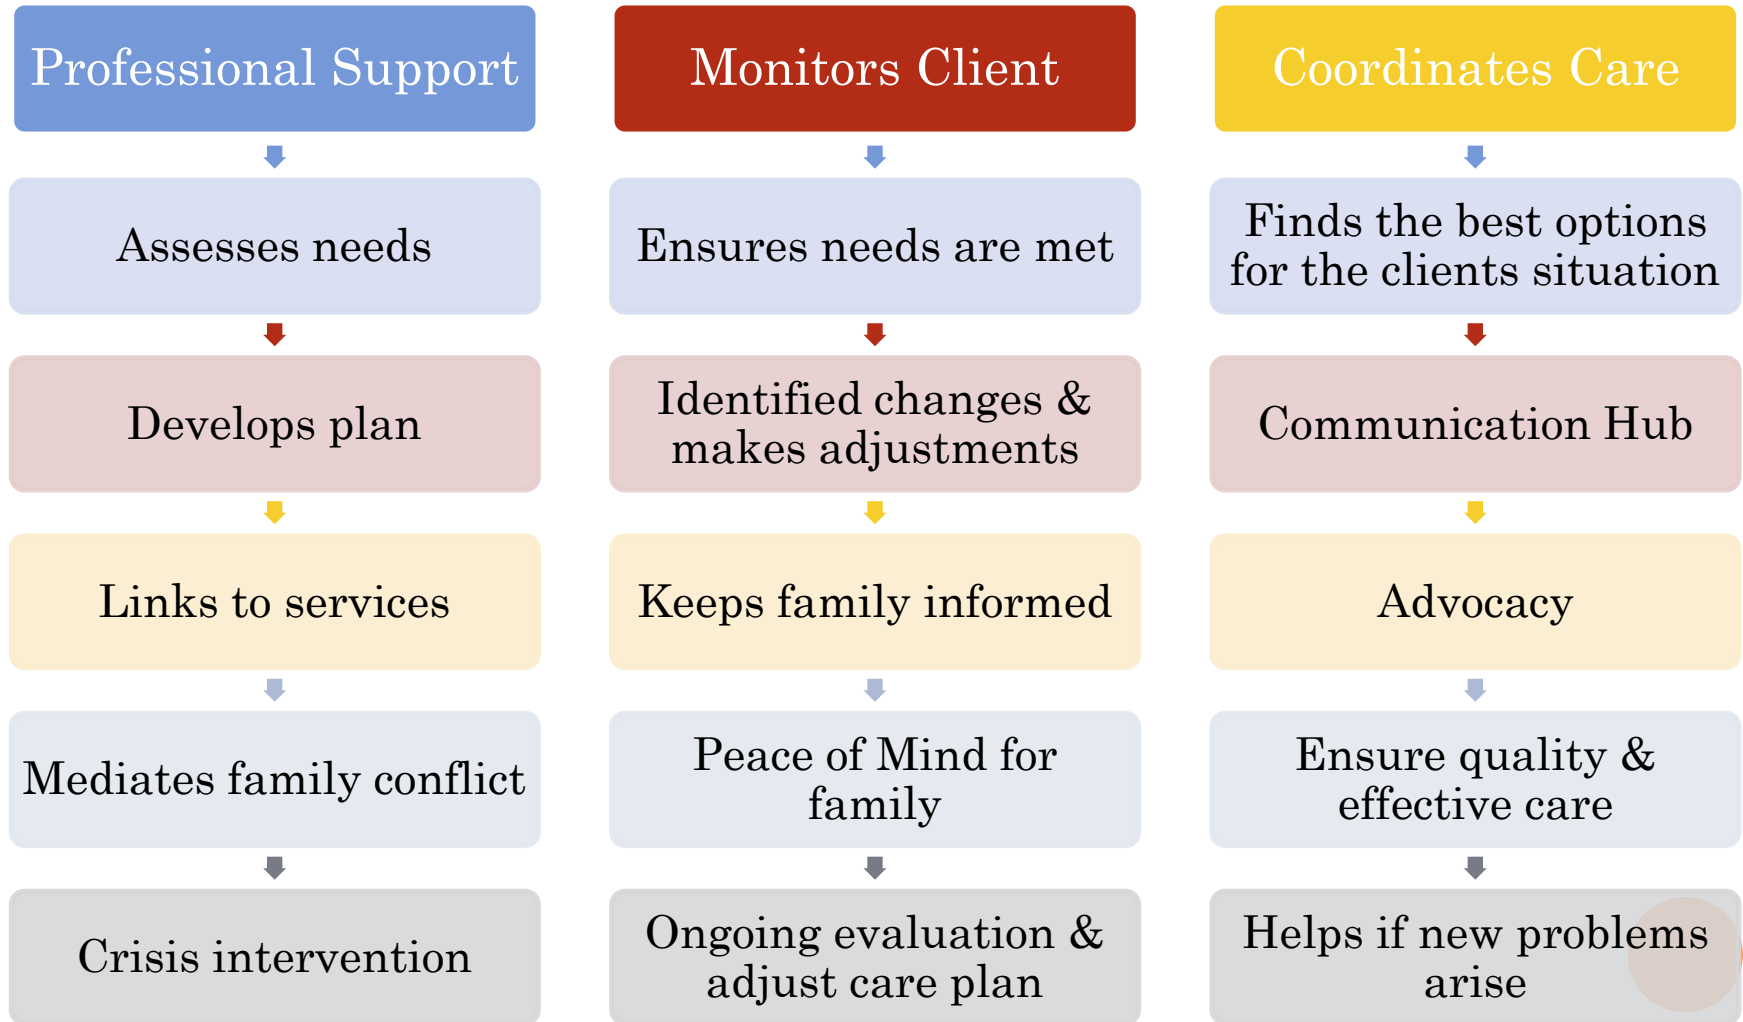 Professional Support
Assesses needs
Develops plan
Links to services
Mediates family conflict
Crisis intervention
Monitors Client
Ensures needs are met
Identified changes &
makes adjustments
Keeps family informed
Peace of Mind for
family
Ongoing evaluation &
adjust care plan
Coordinates Care
Finds the best options
for the clients situation
Communication Hub
Advocacy
Ensure quality &
effective care
Helps if new problems
arise